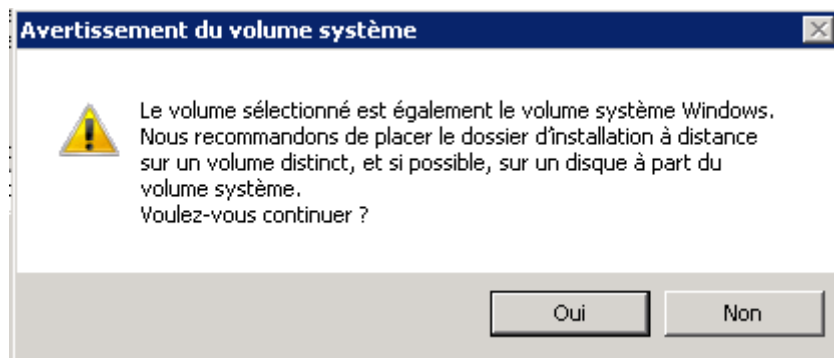 Avertissement du volume système
Le volume sélectionné est également le volume système Windows.
Nous recommandons de placer le dossier d'installation à distance
sur un volume distinct, et si possible, sur un disque à part du
volume système.
Voulez-vous continuer ?
Oui
Non